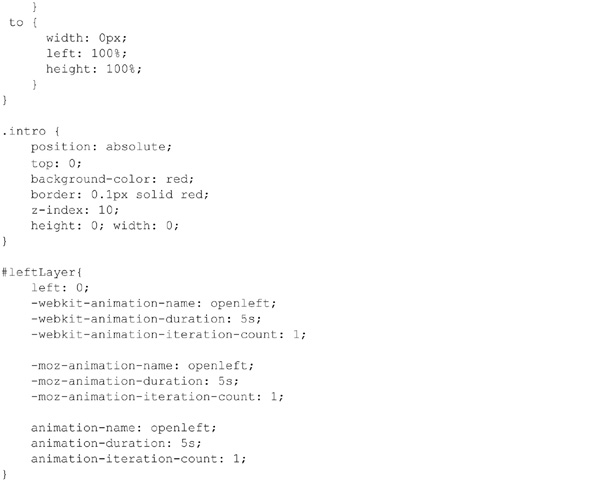 }
to {
width: 0px;
left: 100%;
height: 100%;
}
}
.intro {
position: absolute;
top: 0;
background-color: red;
border: 0.1px solid red;
z-index: 10;
height: 0; width: 0;
}
#leftLayer{
left: 0;
-webkit-animation-name: openleft;
-webkit-animation-duration: 5s;
-webkit-animation-iteration-count: 1;
-moz-animation-name: openleft;
-moz-animation-duration: 5s;
-moz-animation-iteration-count: 1;
animation-name: openleft;
animation-duration: 5s;
animation-iteration-count: 1;
}